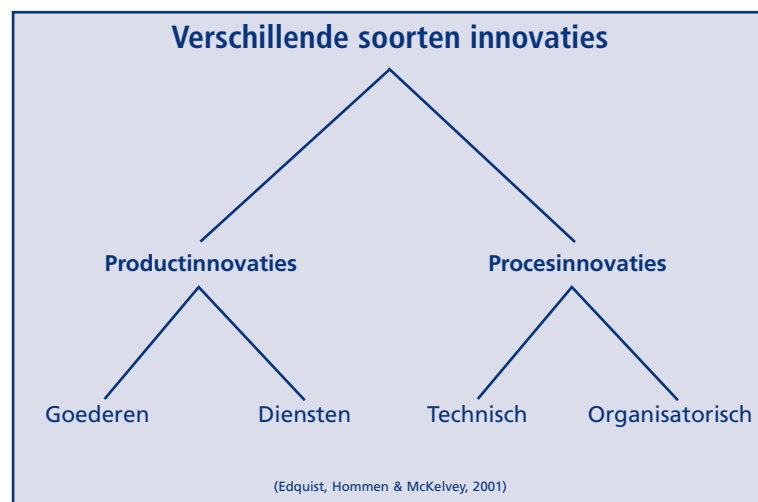 Verschillende soorten innovaties
Productinnovaties
Procesinnovaties
Goederen
Diensten
Technisch
Organisatorisch
(Edquist, Hommen & McKelvey, 2001)